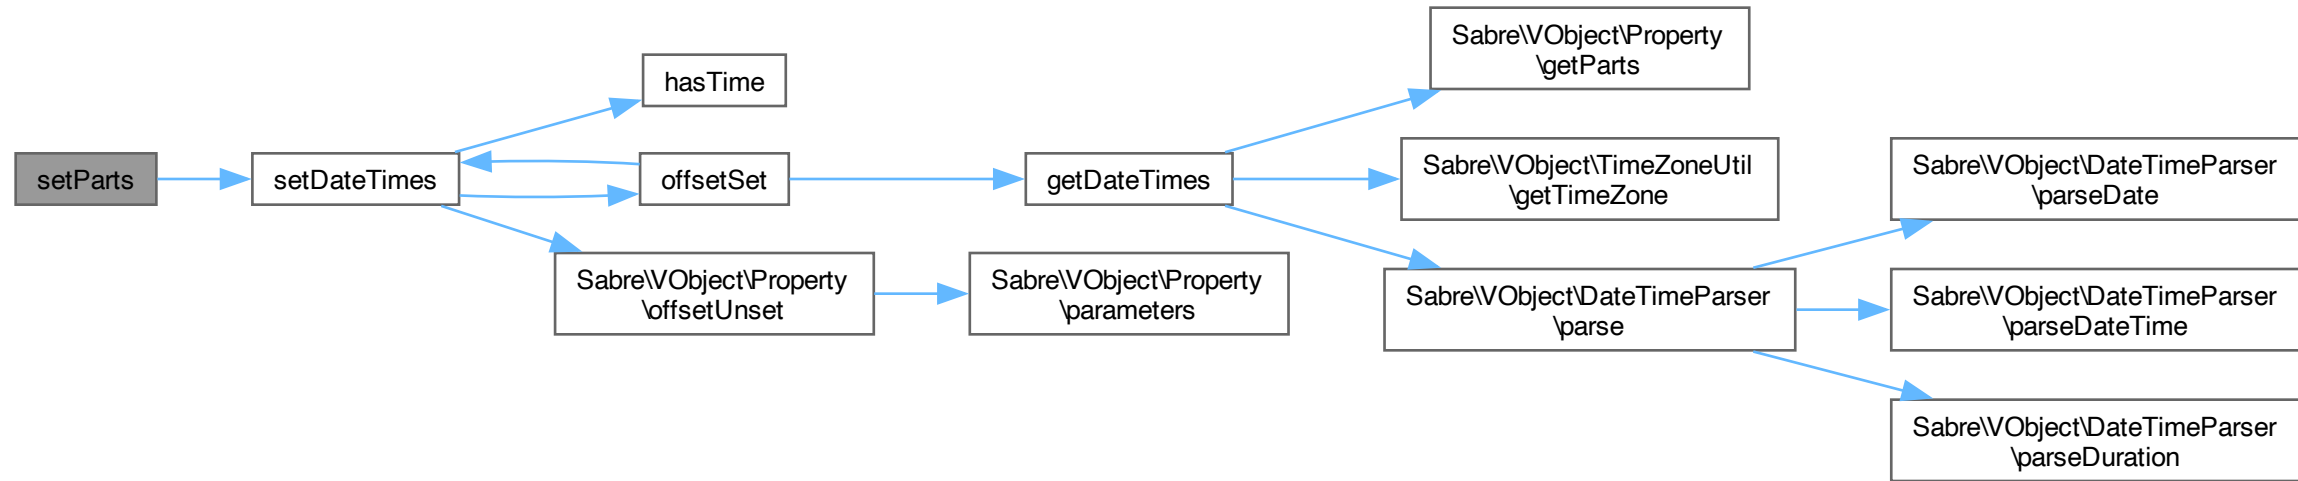 setParts
setDateTimes
hasTime
offsetSet
Sabre\VObject\Property
\offsetUnset
getDateTimes
Sabre\VObject\Property
\parameters
Sabre\VObject\Property
\getParts
Sabre\VObject\TimeZoneUtil
\getTimeZone
Sabre\VObject\DateTimeParser
\parse
Sabre\VObject\DateTimeParser
\parseDate
Sabre\VObject\DateTimeParser
\parseDateTime
Sabre\VObject\DateTimeParser
\parseDuration